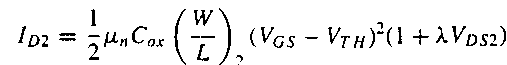 I_{D2} = \frac{1}{2} \mu_n C_{ox} \left( \frac{W}{L} \right)_2 (V_{GS} - V_{TH})^2 (1 + \lambda V_{DS2})